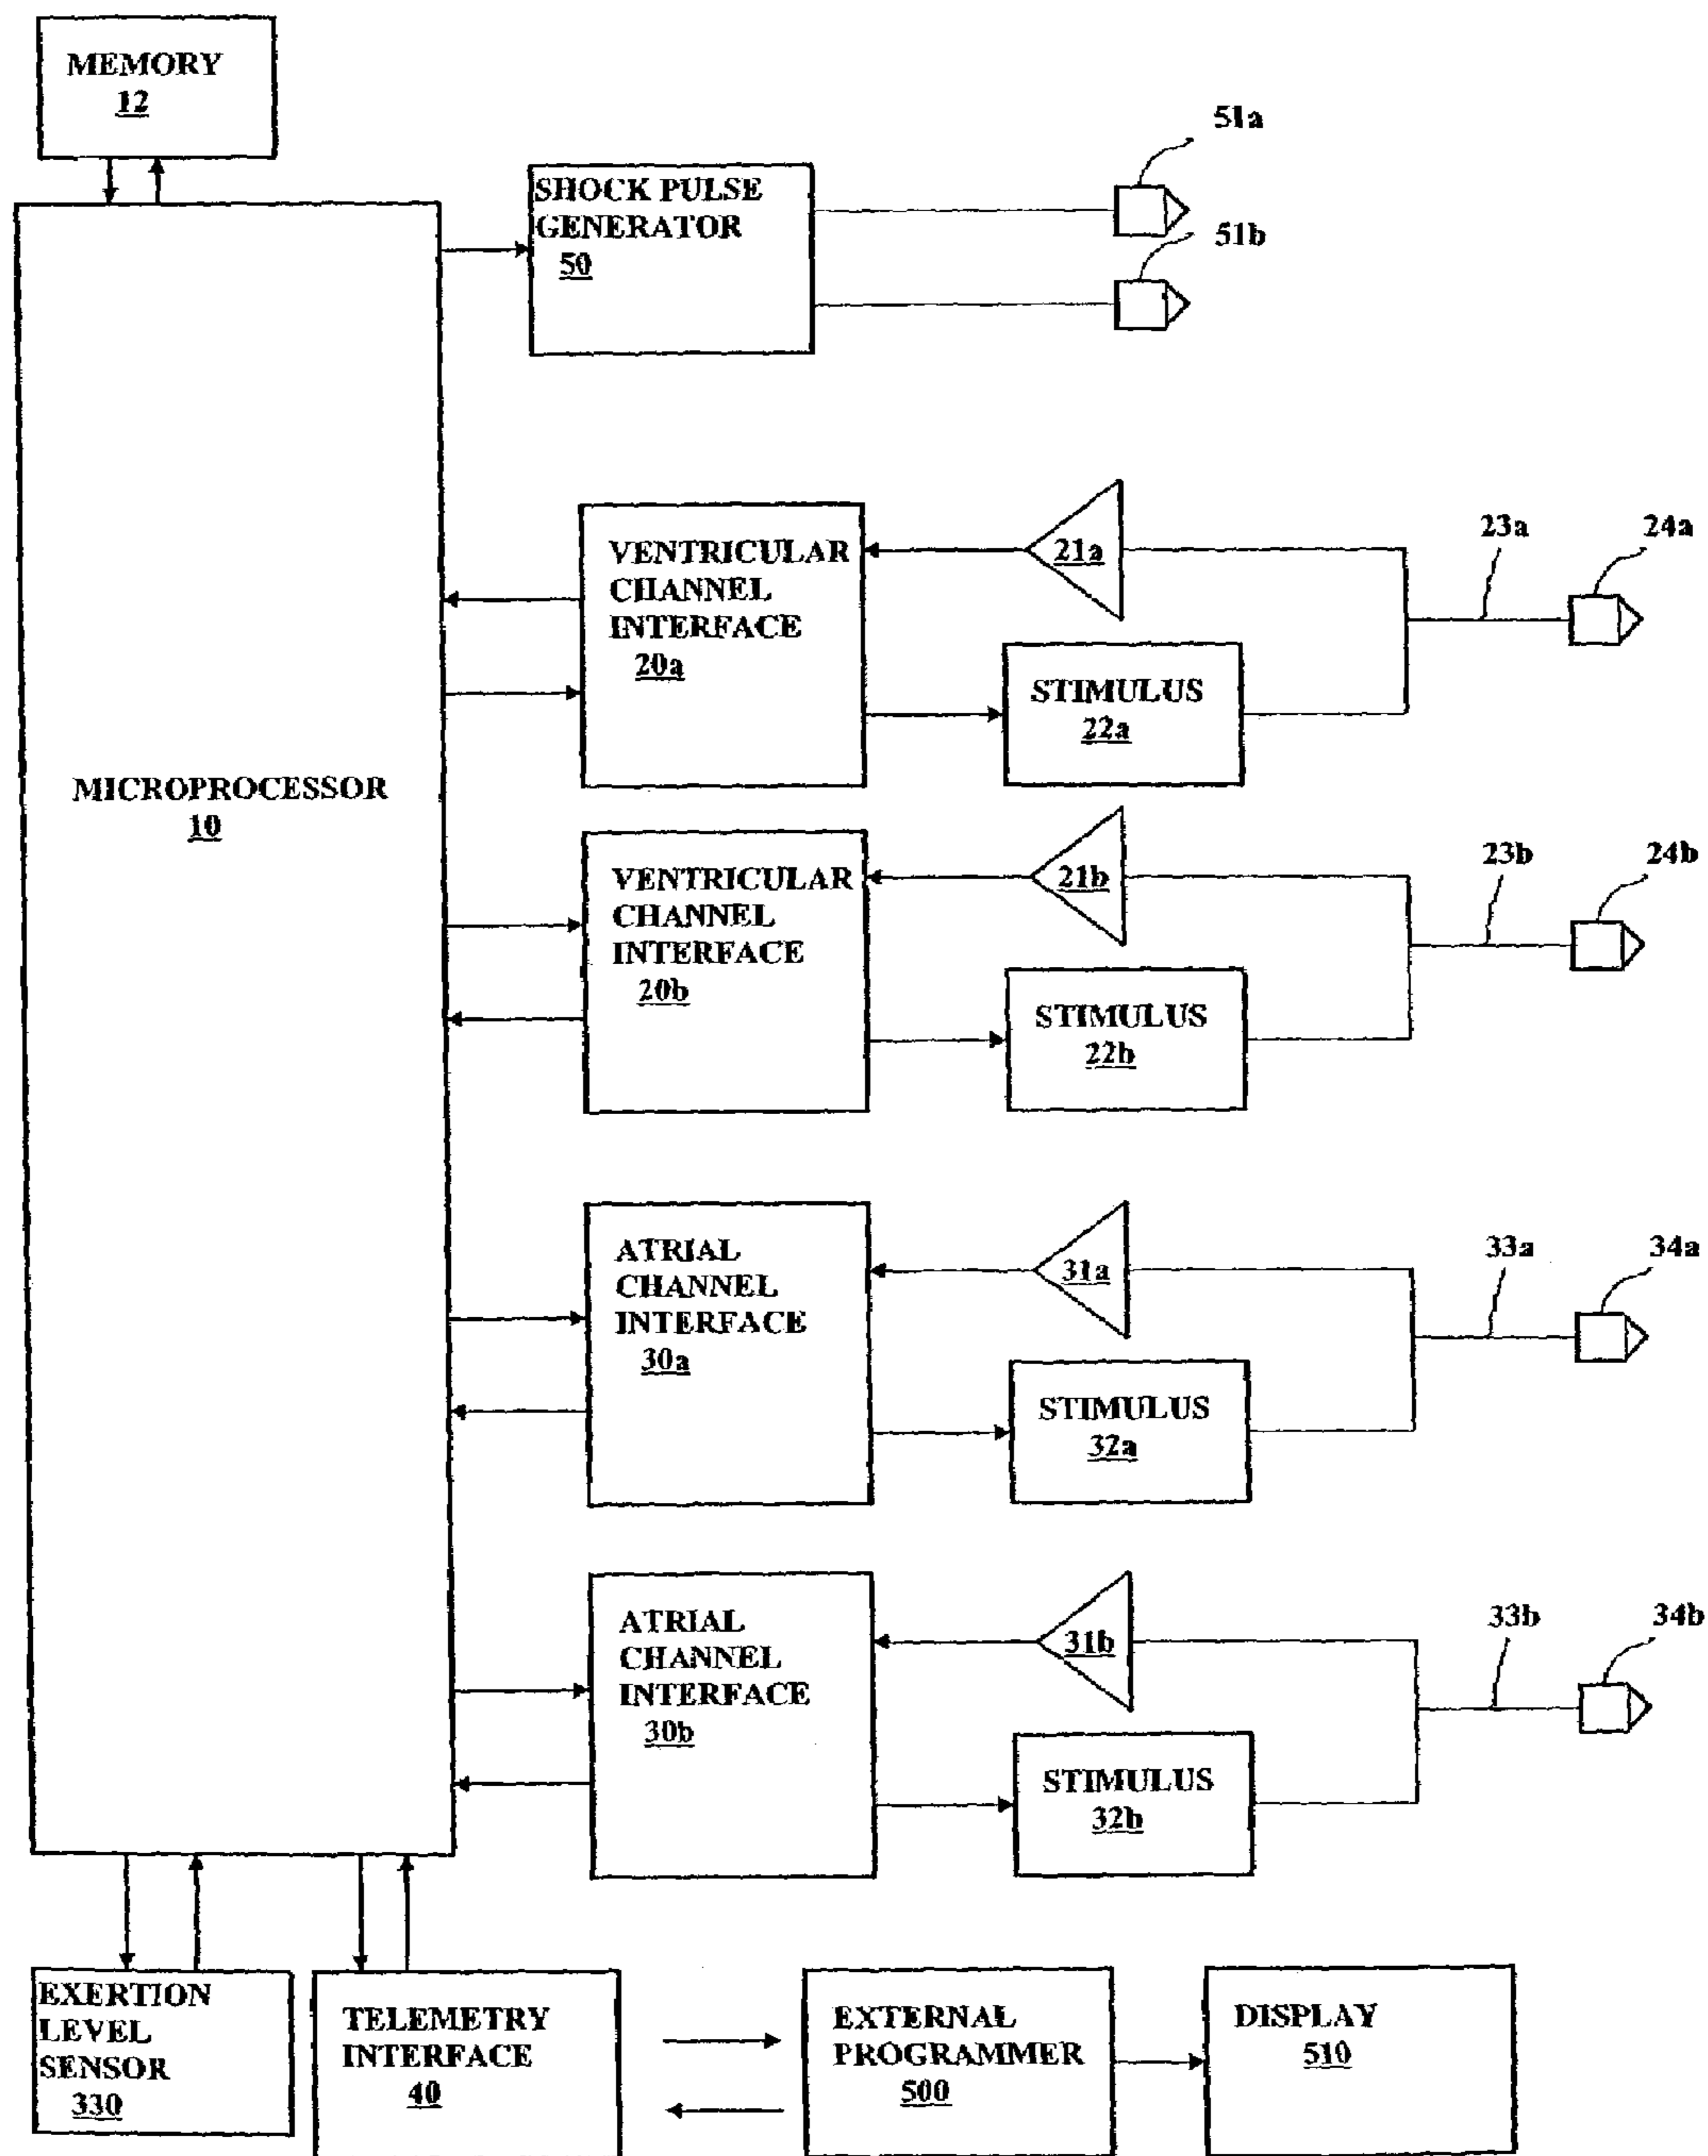 MEMORY
12
51a
SHOCK PULSE
GENERATOR
50
51b
23a
24a
VENTRICULAR
CHANNEL
INTERFACE
20a
21a
STIMULUS
22a
MICROPROCESSOR
10
23b
24b
VENTRICULAR
CHANNEL
INTERFACE
20b
21b
STIMULUS
22b
33a
34a
ATRIAL
CHANNEL
INTERFACE
30a
31a
STIMULUS
32a
33b
34b
ATRIAL
CHANNEL
INTERFACE
30b
31b
STIMULUS
32b
EXERTION
LEVEL
SENSOR
330
TELEMETRY
INTERFACE
40
EXTERNAL
PROGRAMMER
500
DISPLAY
510